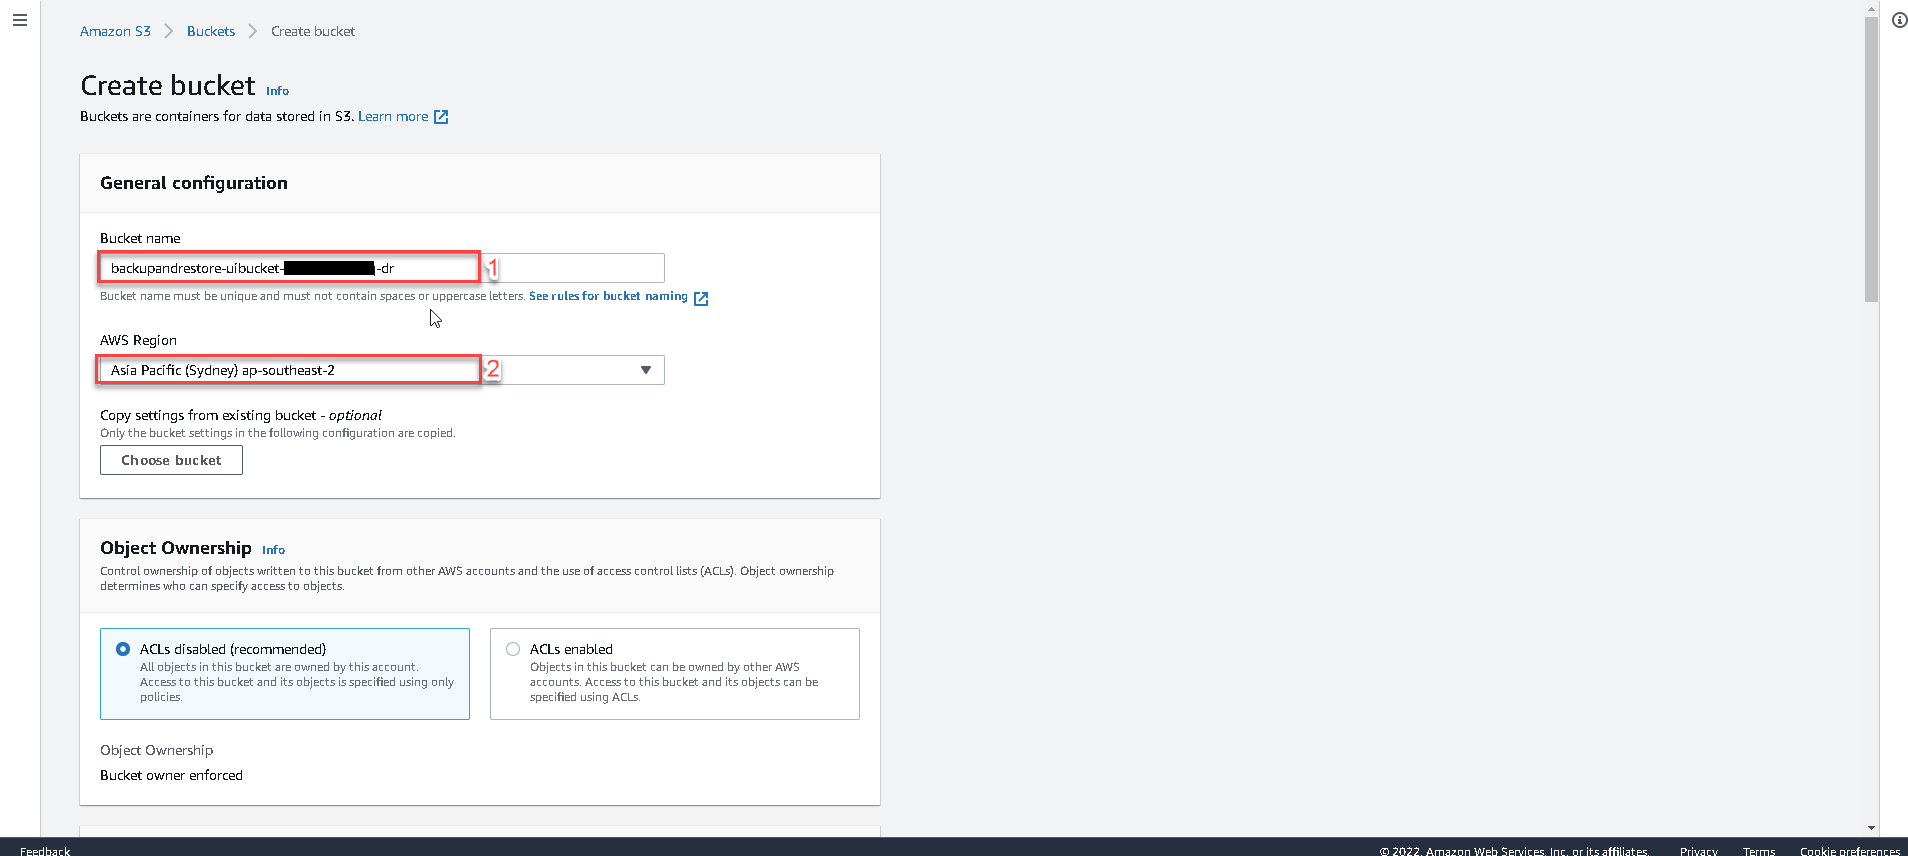 Amazon S3 Buckets Create bucket
Create bucket Info
Buckets are containers for data stored in S3. Learn more
General configuration
Bucket name
backupandrestore-uibucket- -dr 1
Bucket name must be unique and must not contain spaces or uppercase letters. See rules for bucket naming
AWS Region
Asia Pacific (Sydney) ap-southeast-2 2
Copy settings from existing bucket - optional
Only the bucket settings in the following configuration are copied.
Choose bucket
Object Ownership Info
Control ownership of objects written to this bucket from other AWS accounts and the use of access control lists (ACLs). Object ownership
determines who can specify access to objects.
ACLs disabled (recommended)
All objects in this bucket are owned by this account.
Access to this bucket and its objects is specified using only
policies.
ACLs enabled
Objects in this bucket can be owned by other AWS
accounts. Access to this bucket and its objects can be
specified using ACLs.
Object Ownership
Bucket owner enforced
Feedback © 2022, Amazon Web Services, Inc. or its affiliates. Privacy Terms Cookie preferences